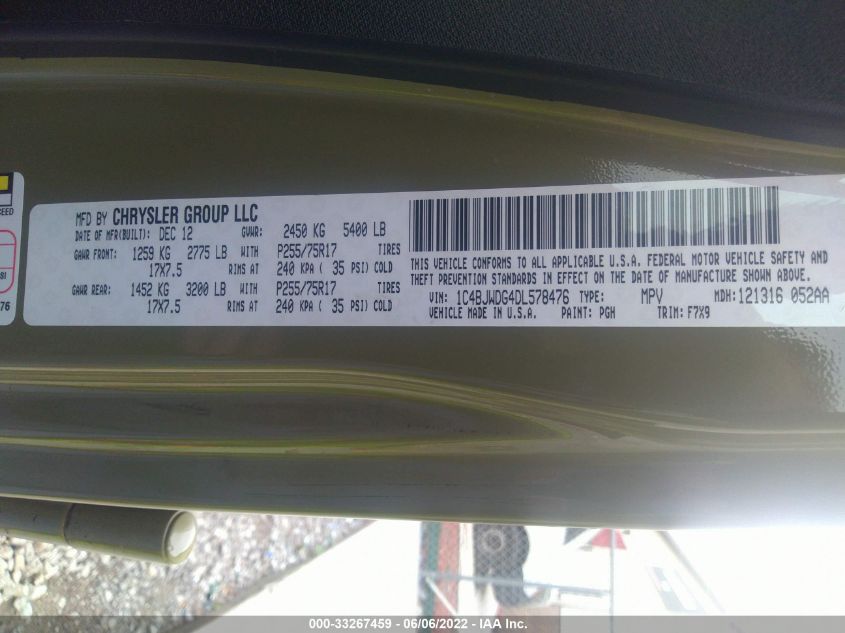 CEED
SI
76
MFD BY CHRYSLER GROUP LLC
DATE OF MFR(BUILT): DEC 12 GVWR: 2450 KG 5400 LB
GAWR FRONT: 1259 KG 2775 LB WITH P255/75R17 TIRES
17X7.5 RIMS AT 240 KPA ( 35 PSI) COLD
GAWR REAR: 1452 KG 3200 LB WITH P255/75R17 TIRES
17X7.5 RIMS AT 240 KPA ( 35 PSI) COLD
THIS VEHICLE CONFORMS TO ALL APPLICABLE U.S.A. FEDERAL MOTOR VEHICLE SAFETY AND
THEFT PREVENTION STANDARDS IN EFFECT ON THE DATE OF MANUFACTURE SHOWN ABOVE.
VIN: 1C4BJWDG4DL578476 TYPE: MPV MDH: 121316 052AA
VEHICLE MADE IN U.S.A. PAINT: PGH TRIM: F7X9
000-33267459 - 06/06/2022 - IAA Inc.